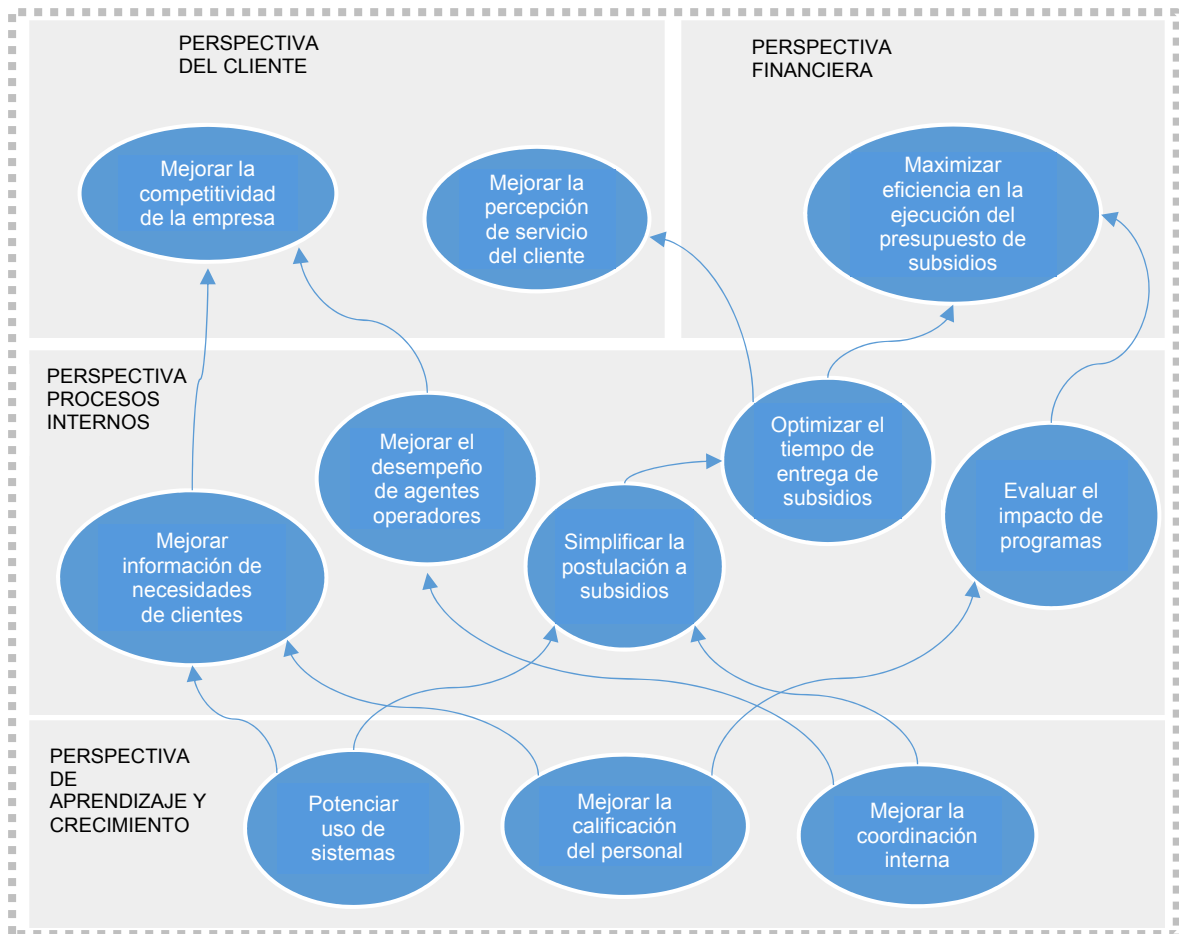 PERSPECTIVA
DEL CLIENTE
PERSPECTIVA
FINANCIERA
Mejorar la
competitividad
de la empresa
Mejorar la
percepción
de servicio
del cliente
Maximizar
eficiencia en la
ejecución del
presupuesto de
subsidios
PERSPECTIVA
PROCESOS
INTERNOS
Mejorar el
desempeño
de agentes
operadores
Optimizar el
tiempo de
entrega de
subsidios
Evaluar el
impacto de
programas
Mejorar
información de
necesidades
de clientes
Simplificar la
postulación a
subsidios
PERSPECTIVA
DE
APRENDIZAJE Y
CRECIMIENTO
Potenciar
uso de
sistemas
Mejorar la
calificación
del personal
Mejorar la
coordinación
interna